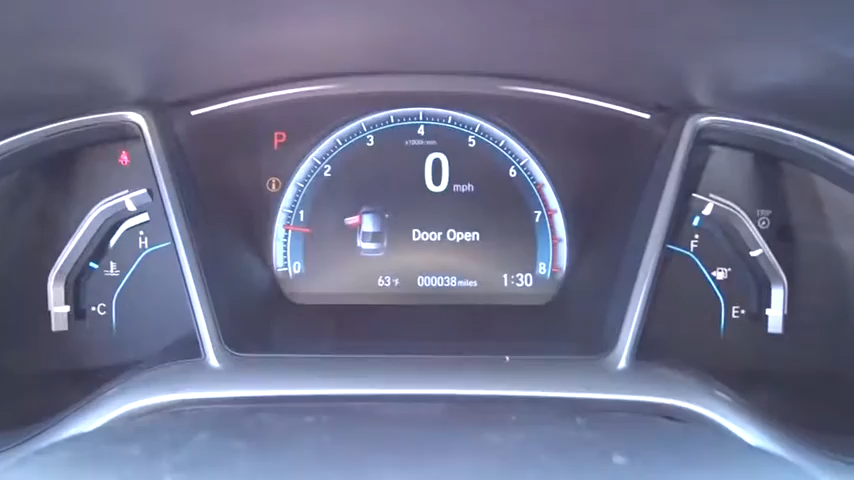 P
0 1 2 3 4 5 6 7 8
x1000r/min
0 mph
Door Open
63°F 000038 miles 1:30
H
C
F
E